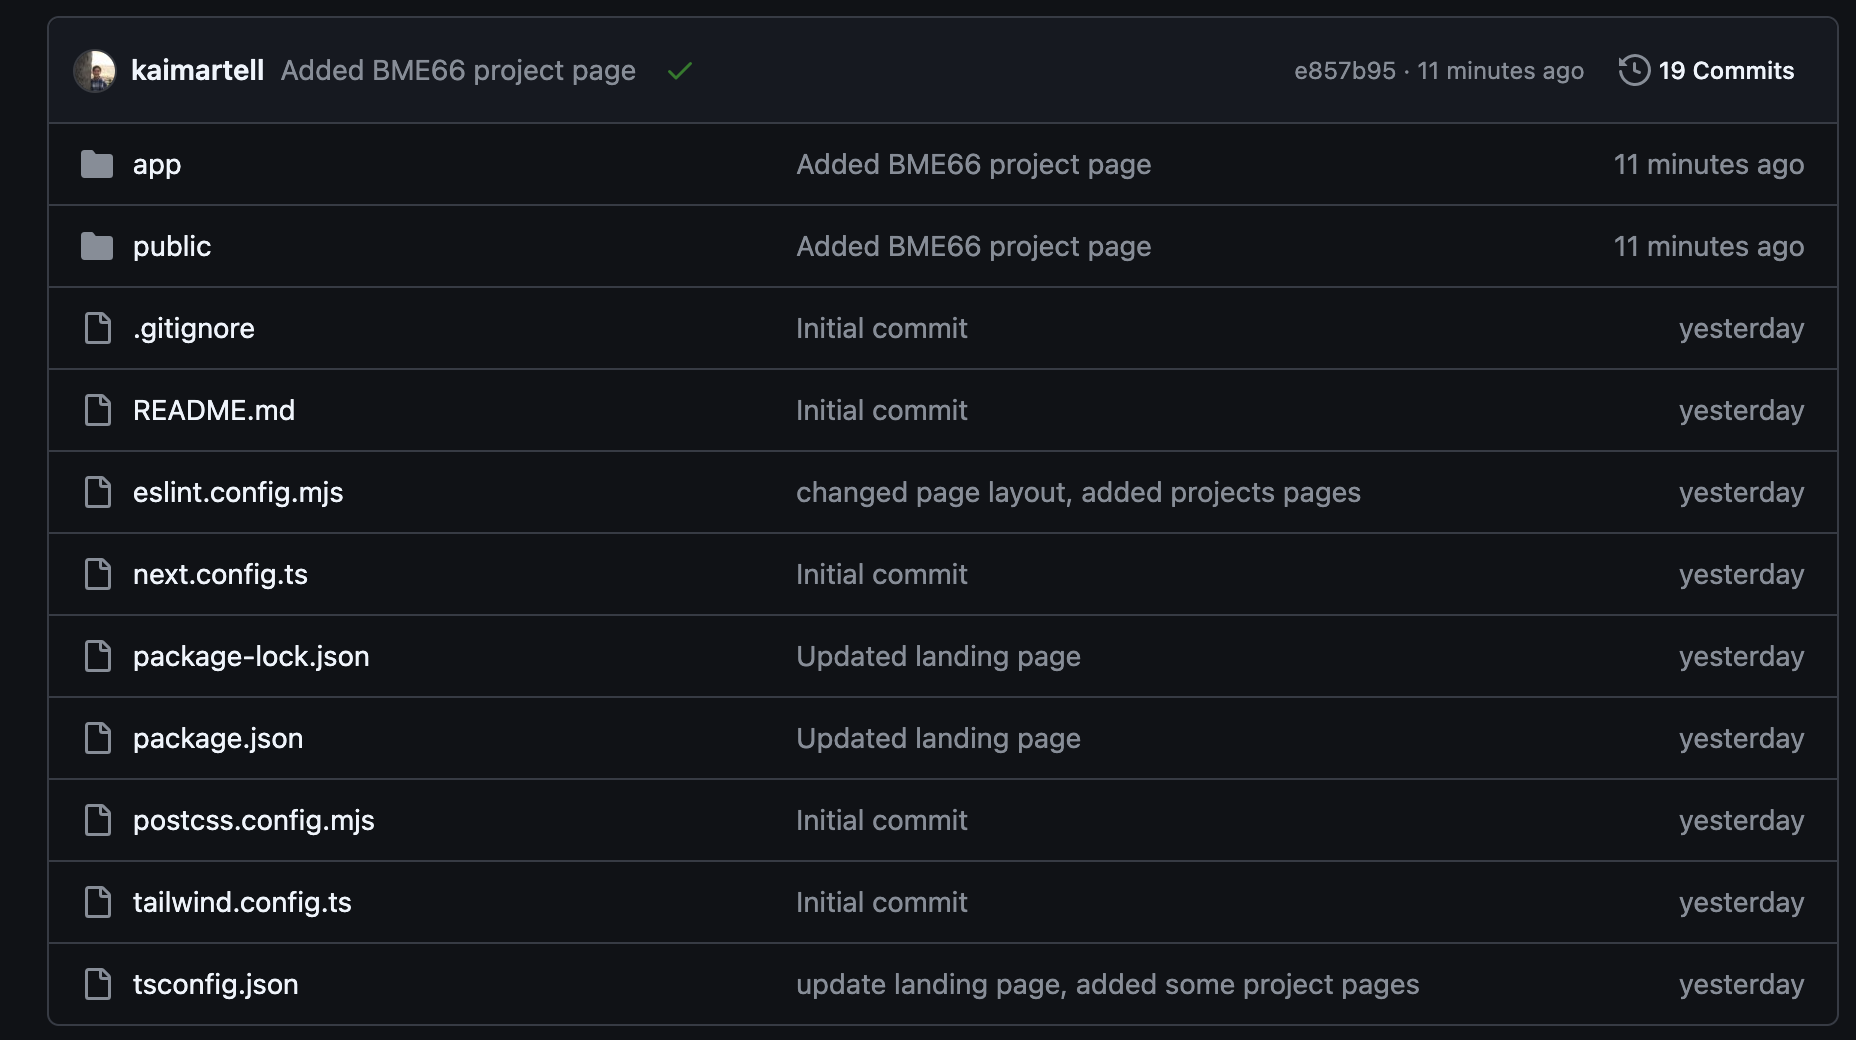 kaimartell Added BME66 project page e857b95 · 11 minutes ago 19 Commits
app Added BME66 project page 11 minutes ago
public Added BME66 project page 11 minutes ago
.gitignore Initial commit yesterday
README.md Initial commit yesterday
eslint.config.mjs changed page layout, added projects pages yesterday
next.config.ts Initial commit yesterday
package-lock.json Updated landing page yesterday
package.json Updated landing page yesterday
postcss.config.mjs Initial commit yesterday
tailwind.config.ts Initial commit yesterday
tsconfig.json update landing page, added some project pages yesterday